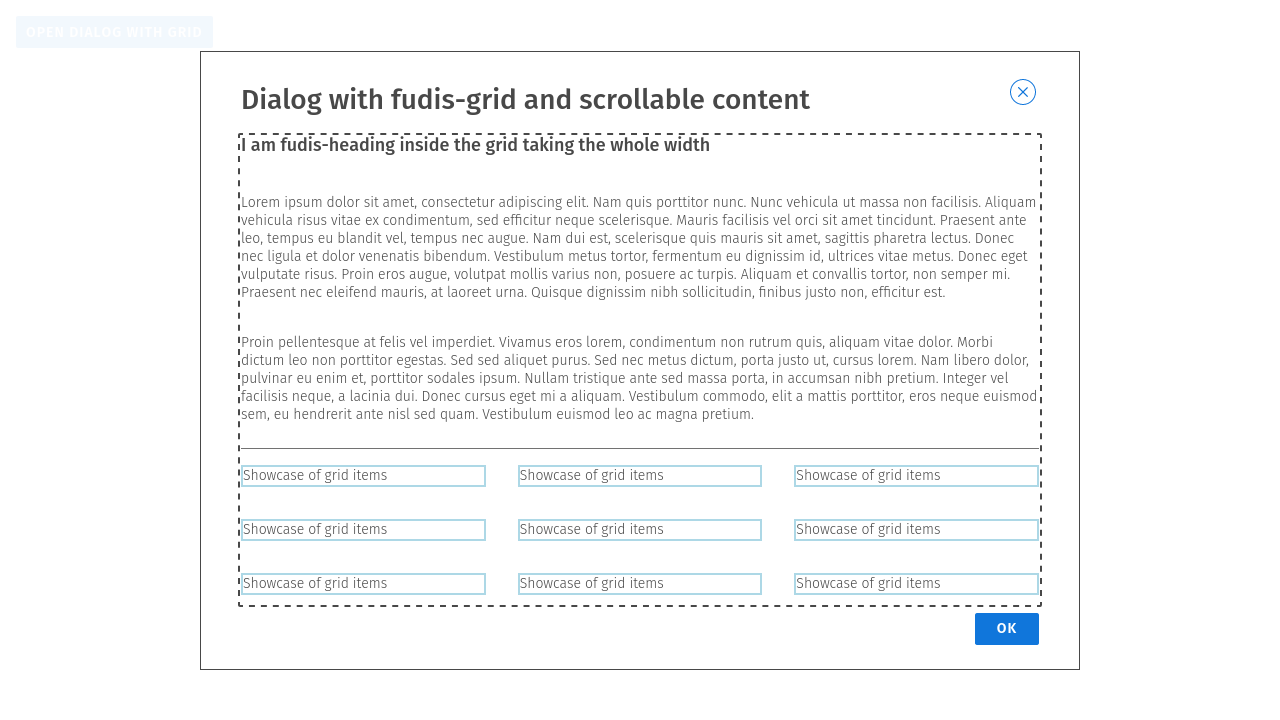 OPEN DIALOG WITH GRID
Dialog with fudis-grid and scrollable content
I am fudis-heading inside the grid taking the whole width
Lorem ipsum dolor sit amet, consectetur adipiscing elit. Nam quis porttitor nunc. Nunc vehicula ut massa non facilisis. Aliquam
vehicula risus vitae ex condimentum, sed efficitur neque scelerisque. Mauris facilisis vel orci sit amet tincidunt. Praesent ante
leo, tempus eu blandit vel, tempus nec augue. Nam dui est, scelerisque quis mauris sit amet, sagittis pharetra lectus. Donec
nec ligula et dolor venenatis bibendum. Vestibulum metus tortor, fermentum eu dignissim id, ultrices vitae metus. Donec eget
vulputate risus. Proin eros augue, volutpat mollis varius non, posuere ac turpis. Aliquam et convallis tortor, non semper mi.
Praesent nec eleifend mauris, at laoreet urna. Quisque dignissim nibh sollicitudin, finibus justo non, efficitur est.
Proin pellentesque at felis vel imperdiet. Vivamus eros lorem, condimentum non rutrum quis, aliquam vitae dolor. Morbi
dictum leo non porttitor egestas. Sed sed aliquet purus. Sed nec metus dictum, porta justo ut, cursus lorem. Nam libero dolor,
pulvinar eu enim et, porttitor sodales ipsum. Nullam tristique ante sed massa porta, in accumsan nibh pretium. Integer vel
facilisis neque, a lacinia dui. Donec cursus eget mi a aliquam. Vestibulum commodo, elit a mattis porttitor, eros neque euismod
sem, eu hendrerit ante nisl sed quam. Vestibulum euismod leo ac magna pretium.
Showcase of grid items
Showcase of grid items
Showcase of grid items
Showcase of grid items
Showcase of grid items
Showcase of grid items
Showcase of grid items
Showcase of grid items
Showcase of grid items
OK